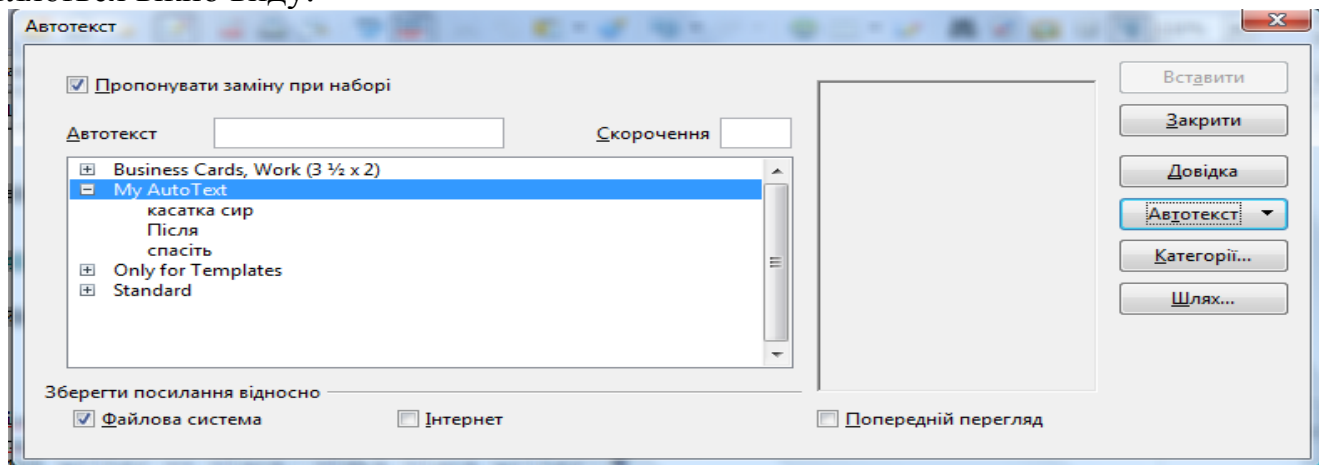 вікно виду:
Автотекст
Пропонувати заміну при наборі
Вставити
Закрити
Автотекст
Скорочення
Business Cards, Work (3 ½ x 2)
My AutoText
касатка сир
Після
спасіть
Only for Templates
Standard
Довідка
Автотекст
Категорії...
Шлях...
Зберегти посилання відносно
Файлова система
Інтернет
Попередній перегляд